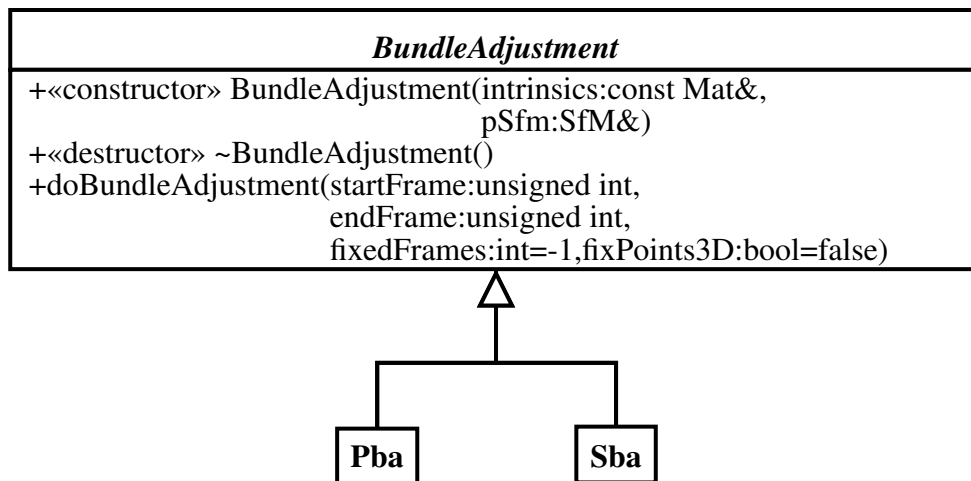 BundleAdjustment
+«constructor» BundleAdjustment(intrinsics:const Mat&,
pSfm:SfM&)
+«destructor» ~BundleAdjustment()
+doBundleAdjustment(startFrame:unsigned int,
endFrame:unsigned int,
fixedFrames:int=-1,fixPoints3D:bool=false)
Pba Sba